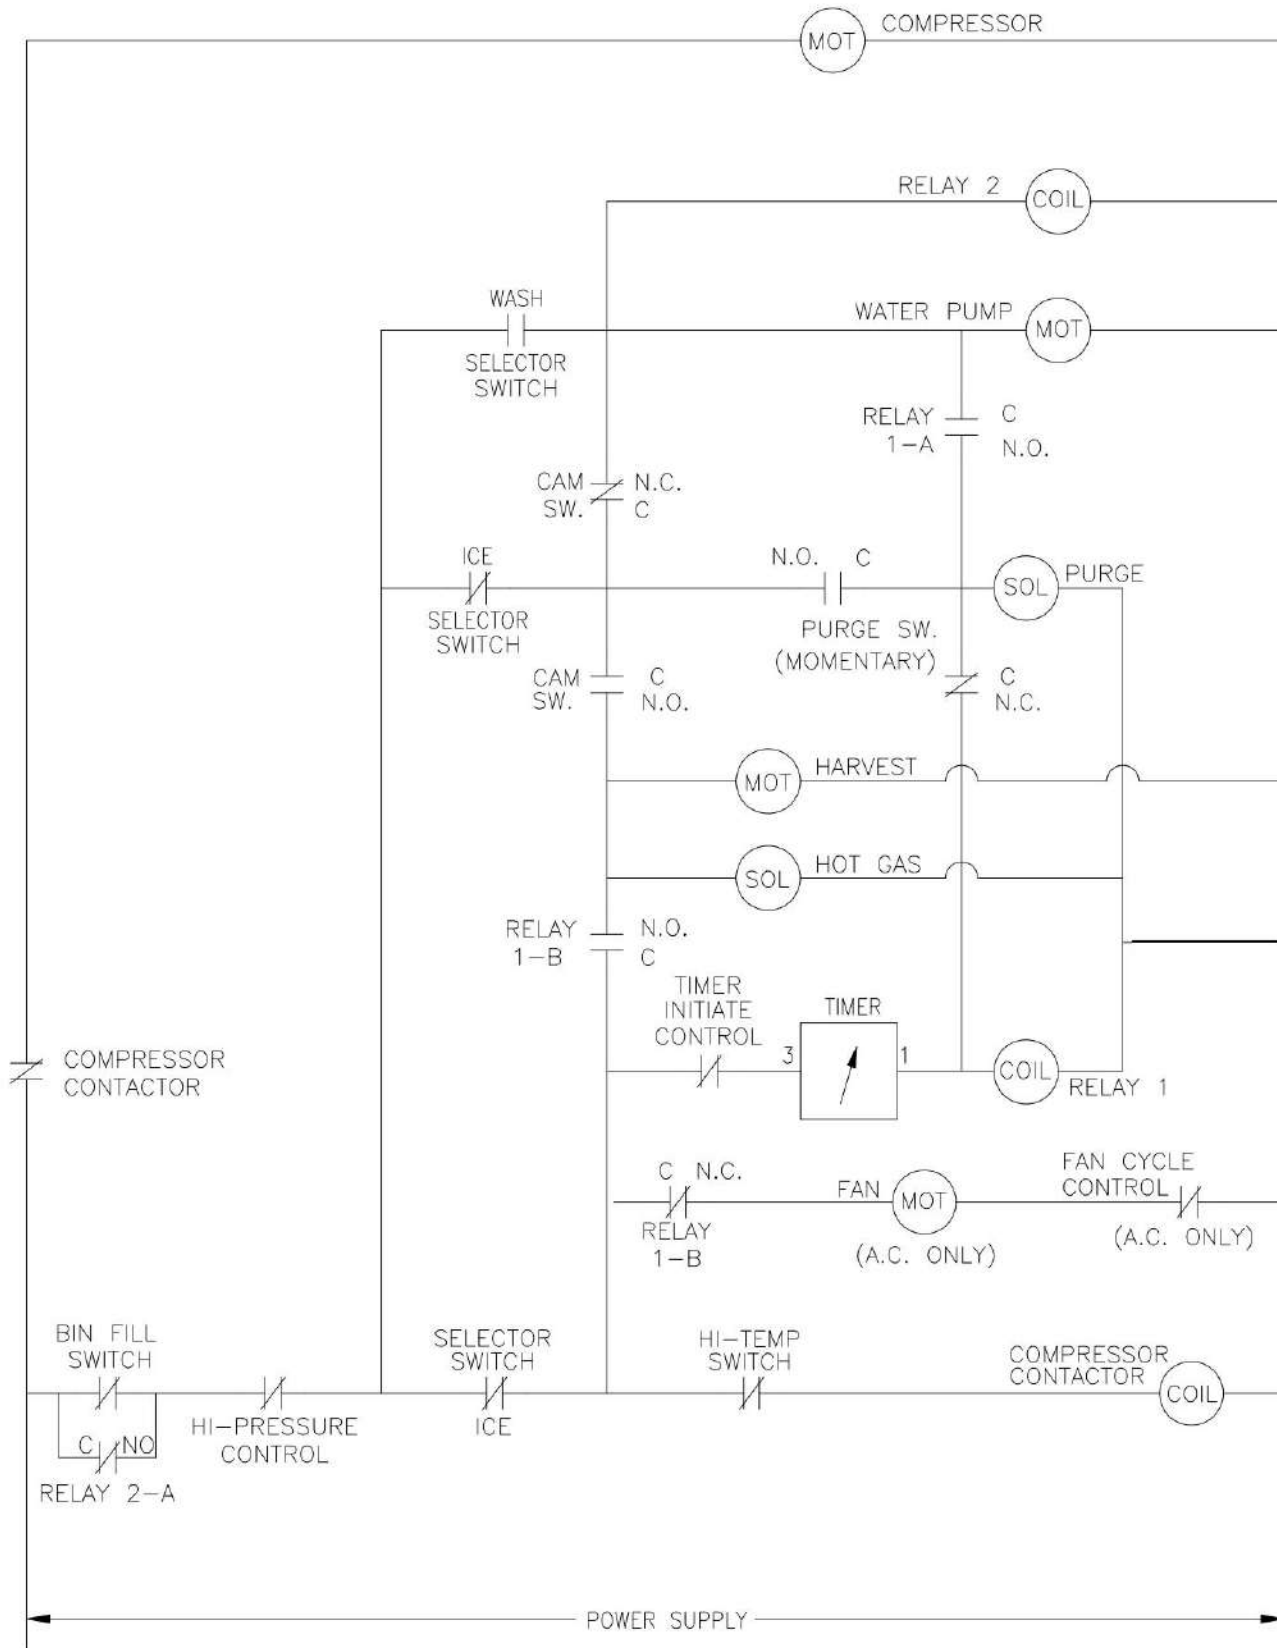 COMPRESSOR
MOT
RELAY 2
COIL
WASH
SELECTOR
SWITCH
WATER PUMP
MOT
RELAY
1-A
C
N.O.
CAM
SW.
N.C.
C
ICE
SELECTOR
SWITCH
N.O. C
PURGE SW.
(MOMENTARY)
SOL
PURGE
CAM
SW.
C
N.O.
C
N.C.
MOT
HARVEST
SOL
HOT GAS
RELAY
1-B
N.O.
C
TIMER
INITIATE
CONTROL
TIMER
3
1
COIL
RELAY 1
COMPRESSOR
CONTACTOR
C N.C.
RELAY
1-B
FAN
MOT
(A.C. ONLY)
FAN CYCLE
CONTROL
(A.C. ONLY)
BIN FILL
SWITCH
C NO
RELAY 2-A
HI-PRESSURE
CONTROL
SELECTOR
SWITCH
ICE
HI-TEMP
SWITCH
COMPRESSOR
CONTACTOR
COIL
POWER SUPPLY